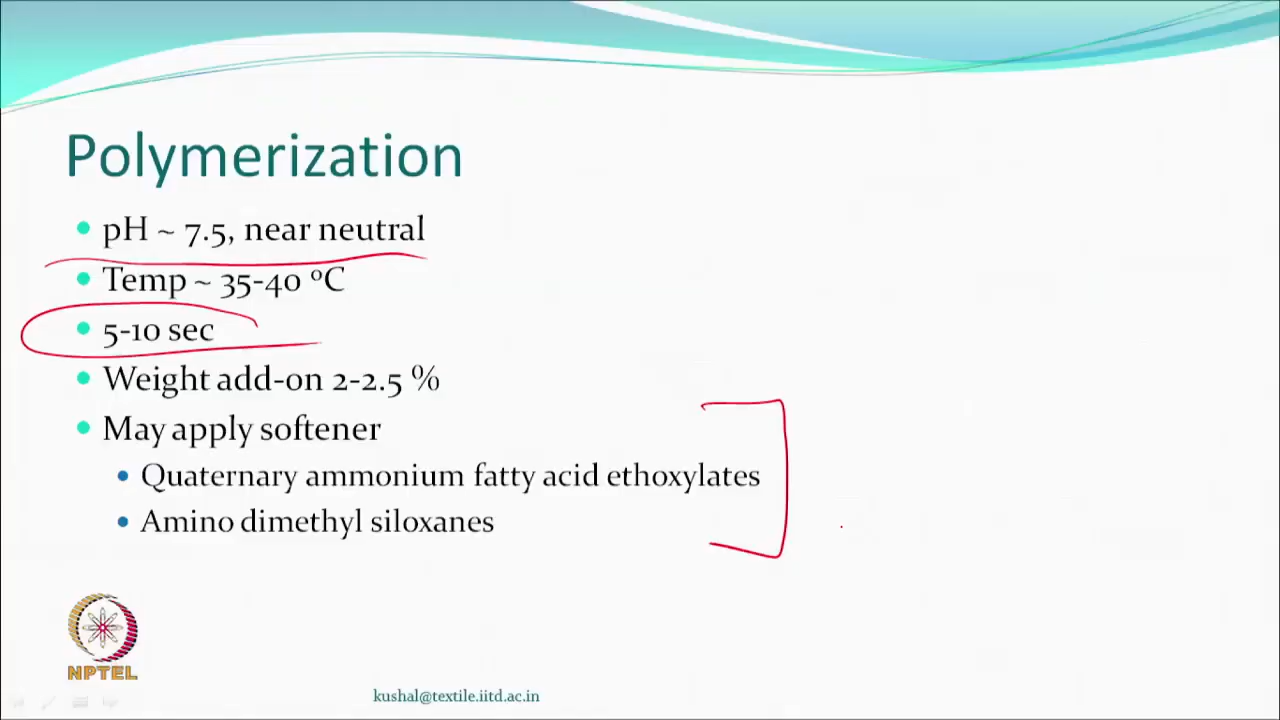 Polymerization
pH ~ 7.5, near neutral
Temp ~ 35-40 ºC
5-10 sec
Weight add-on 2-2.5 %
May apply softener
Quaternary ammonium fatty acid ethoxylates
Amino dimethyl siloxanes
NPTEL
kushal@textile.iitd.ac.in